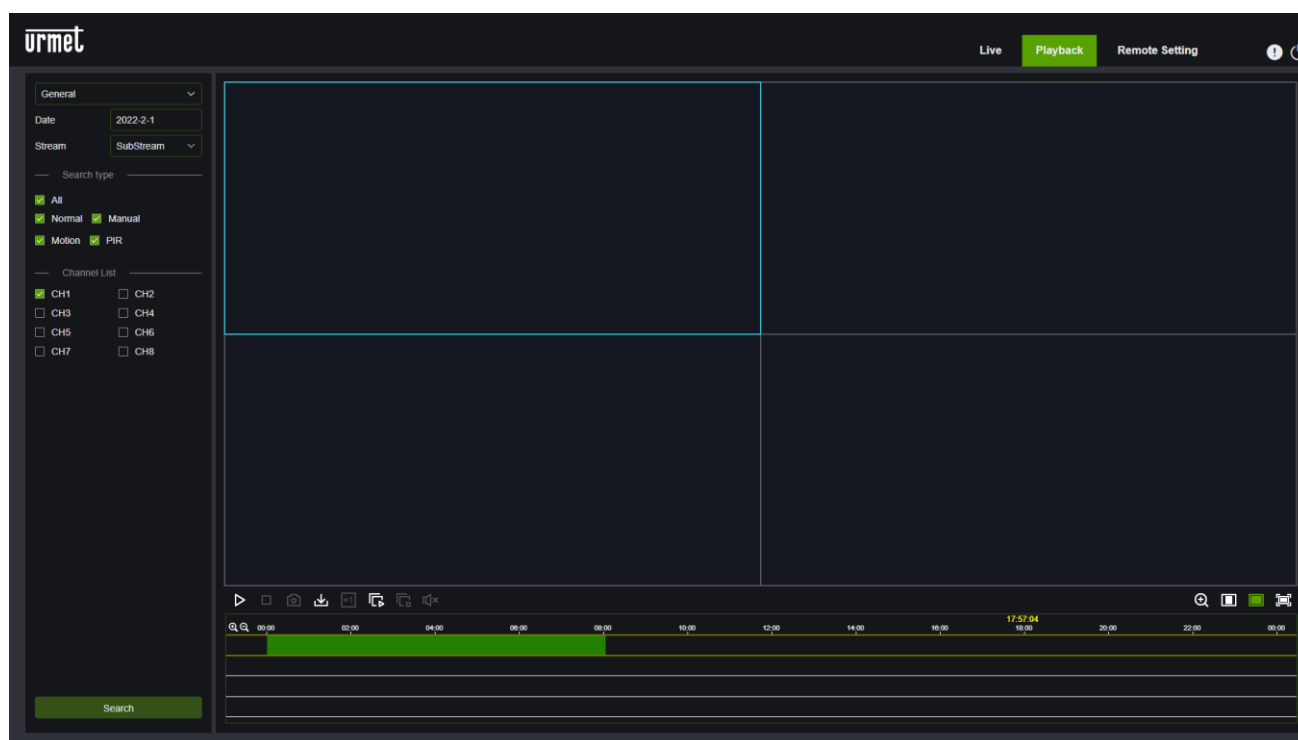 urmet
Live Playback Remote Setting
General
Date 2022-2-1
Stream SubStream
Search type
All
Normal Manual
Motion PIR
Channel List
CH1 CH2
CH3 CH4
CH5 CH6
CH7 CH8
17:57:04
00:00 02:00 04:00 06:00 08:00 10:00 12:00 14:00 16:00 18:00 20:00 22:00 00:00
Search